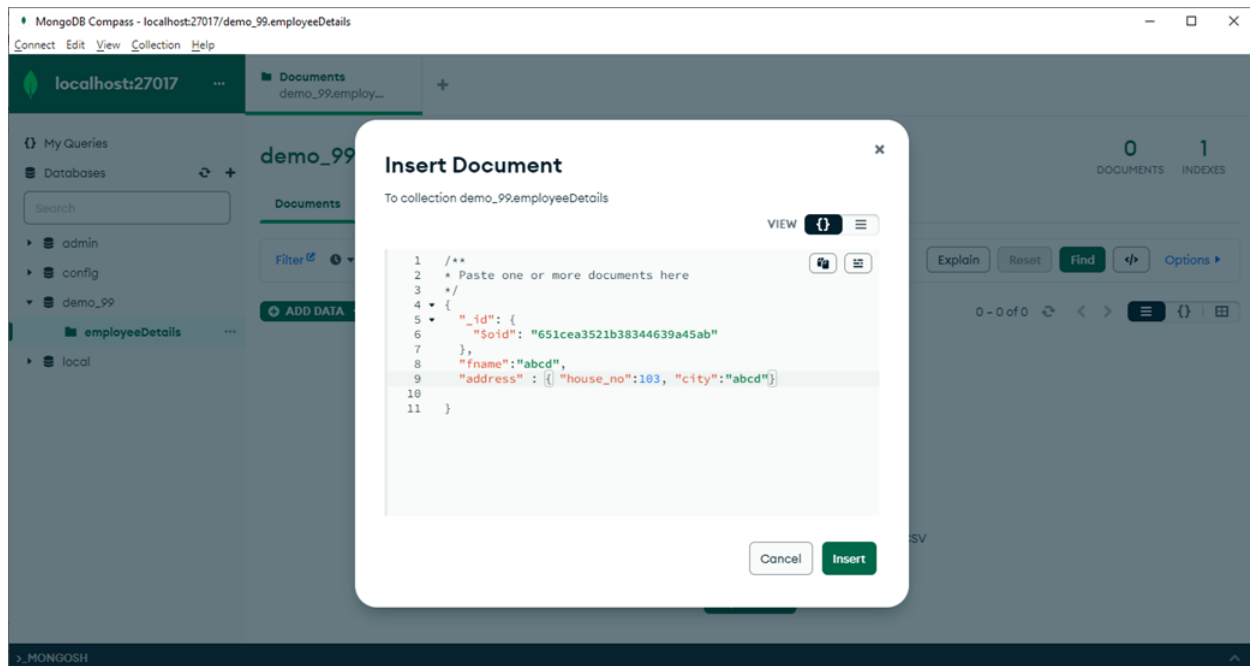 MongoDB Compass - localhost:27017/demo_99.employeeDetails
Connect Edit View Collection Help
localhost:27017 ...
Documents
demo_99.employ...
My Queries
Databases
Search
admin
config
demo_99
employeeDetails ...
local
demo_99
0 1
DOCUMENTS INDEXES
Documents
Filter
Explain Reset Find </> Options
ADD DATA
0 - 0 of 0
{}
Insert Document
To collection demo_99.employeeDetails
VIEW {}
1 /**
2 * Paste one or more documents here
3 */
4 {
5 "_id": {
6 "$oid": "651cea3521b38344639a45ab"
7 },
8 "fname":"abcd",
9 "address" : { "house_no":103, "city":"abcd"}
10
11 }
CSV
Cancel Insert
>_MONGOSH